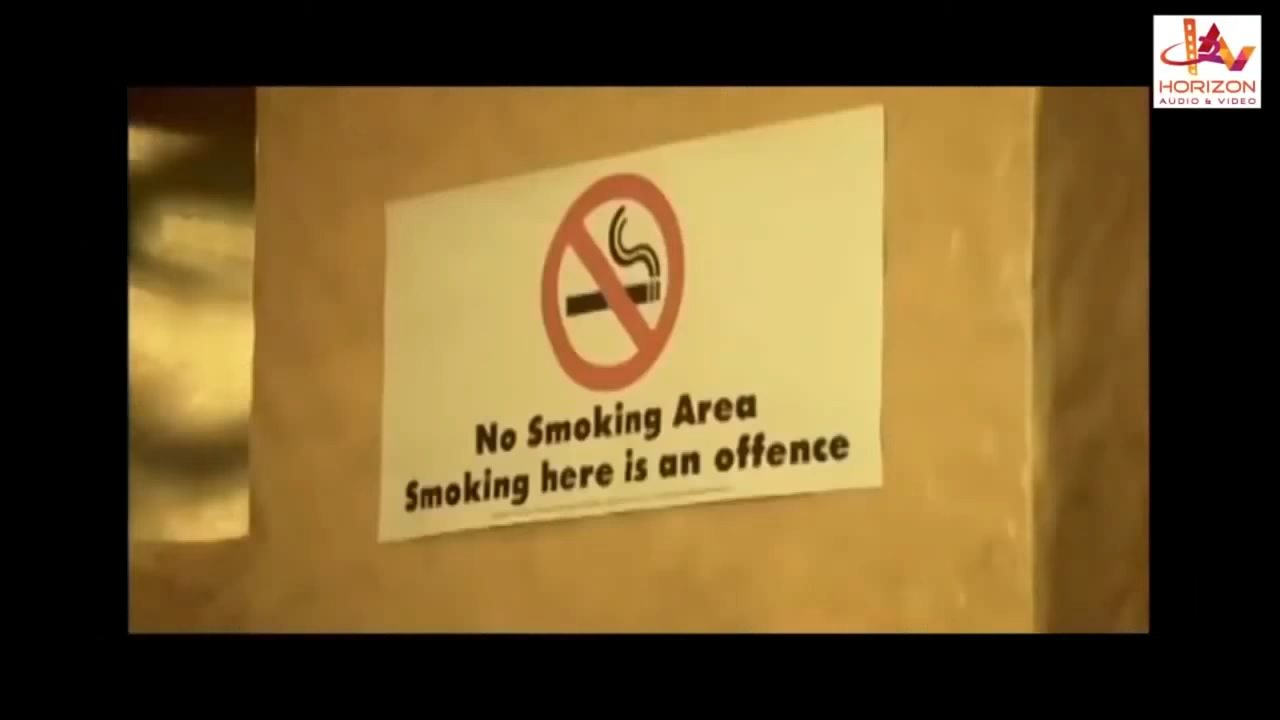 HORIZON
AUDIO & VIDEO
No Smoking Area
Smoking here is an offence